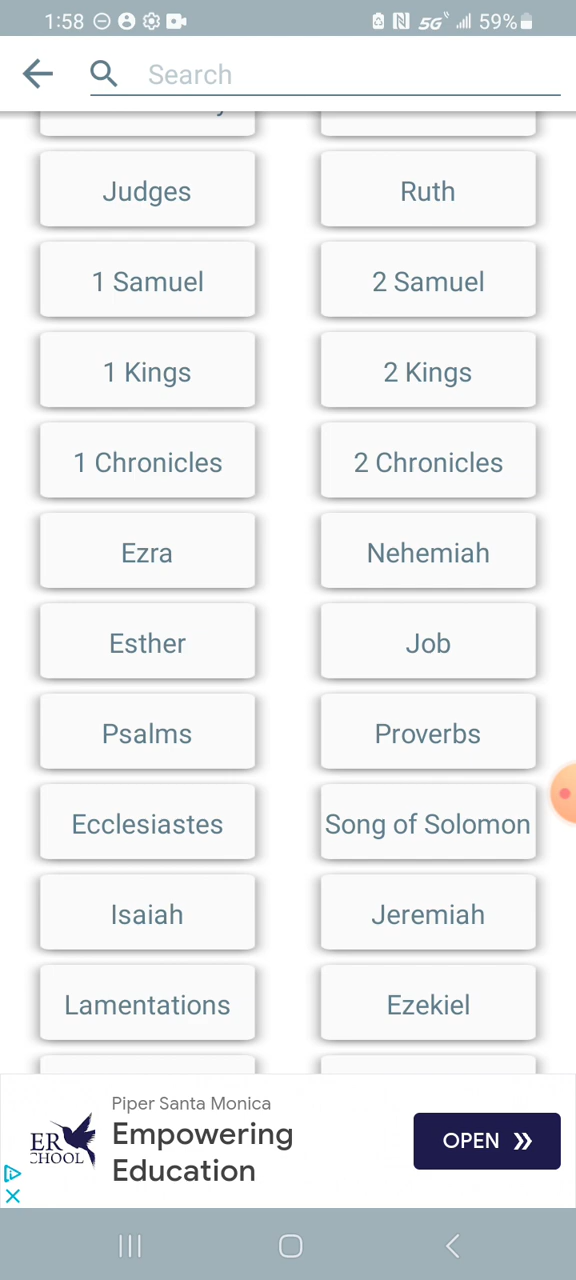 1:58
5G
59%
Search
Judges
Ruth
1 Samuel
2 Samuel
1 Kings
2 Kings
1 Chronicles
2 Chronicles
Ezra
Nehemiah
Esther
Job
Psalms
Proverbs
Ecclesiastes
Song of Solomon
Isaiah
Jeremiah
Lamentations
Ezekiel
Piper Santa Monica
Empowering
Education
ER
CHOOL
OPEN